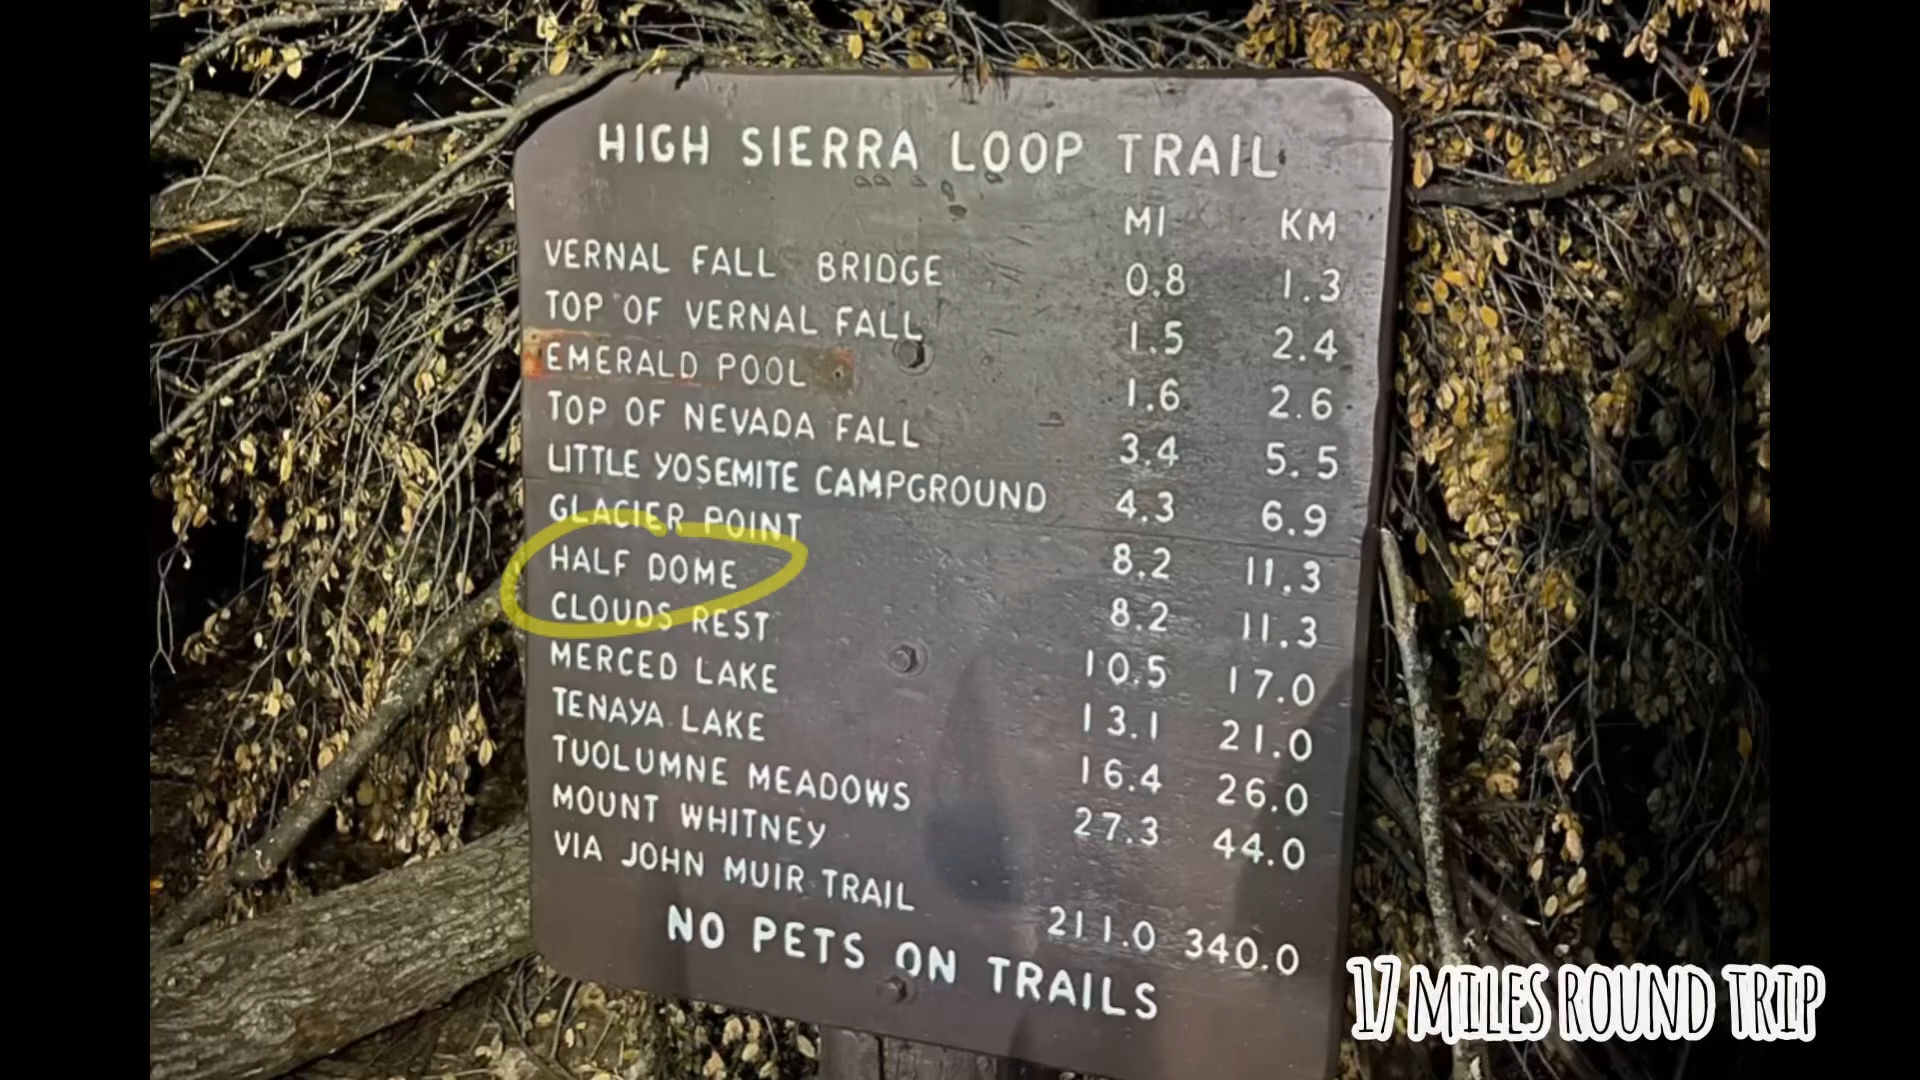 HIGH SIERRA LOOP TRAIL
MI KM
VERNAL FALL BRIDGE 0.8 1.3
TOP OF VERNAL FALL 1.5 2.4
EMERALD POOL 1.6 2.6
TOP OF NEVADA FALL 3.4 5.5
LITTLE YOSEMITE CAMPGROUND 4.3 6.9
GLACIER POINT 8.2 11.3
HALF DOME 8.2 11.3
CLOUDS REST 10.5 17.0
MERCED LAKE 13.1 21.0
TENAYA LAKE 16.4 26.0
TUOLUMNE MEADOWS 27.3 44.0
MOUNT WHITNEY
VIA JOHN MUIR TRAIL 211.0 340.0
NO PETS ON TRAILS
17 MILES ROUND TRIP